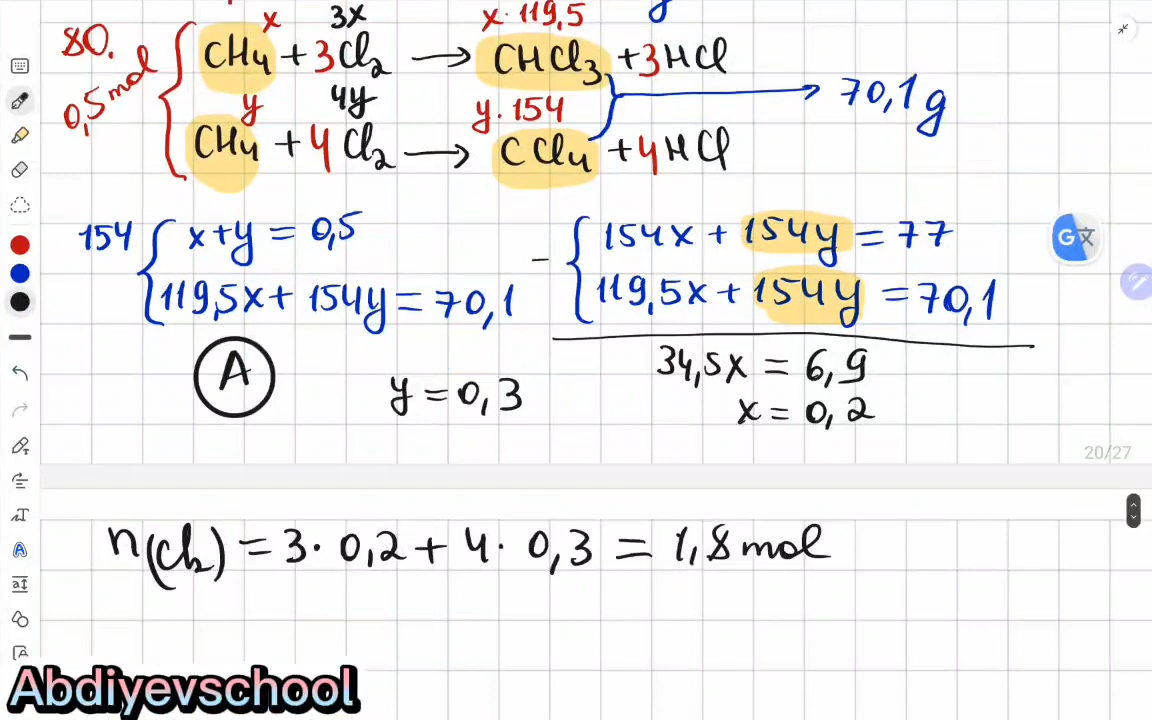 x 3x x · 119,5
80. CH4 + 3Cl2 → CHCl3 + 3HCl
0,5 mol 70,1 g
y 4y y · 154
CH4 + 4Cl2 → CCl4 + 4HCl
154 x + y = 0,5 154x + 154y = 77
119,5x + 154y = 70,1 − 119,5x + 154y = 70,1
A y = 0,3 34,5x = 6,9
x = 0,2
20/27
n(Cl2) = 3 · 0,2 + 4 · 0,3 = 1,8 mol
Abdiyevschool